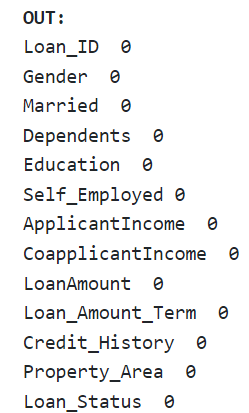 OUT:
Loan_ID  0
Gender  0
Married  0
Dependents  0
Education  0
Self_Employed 0
ApplicantIncome  0
CoapplicantIncome  0
LoanAmount  0
Loan_Amount_Term  0
Credit_History  0
Property_Area  0
Loan_Status  0